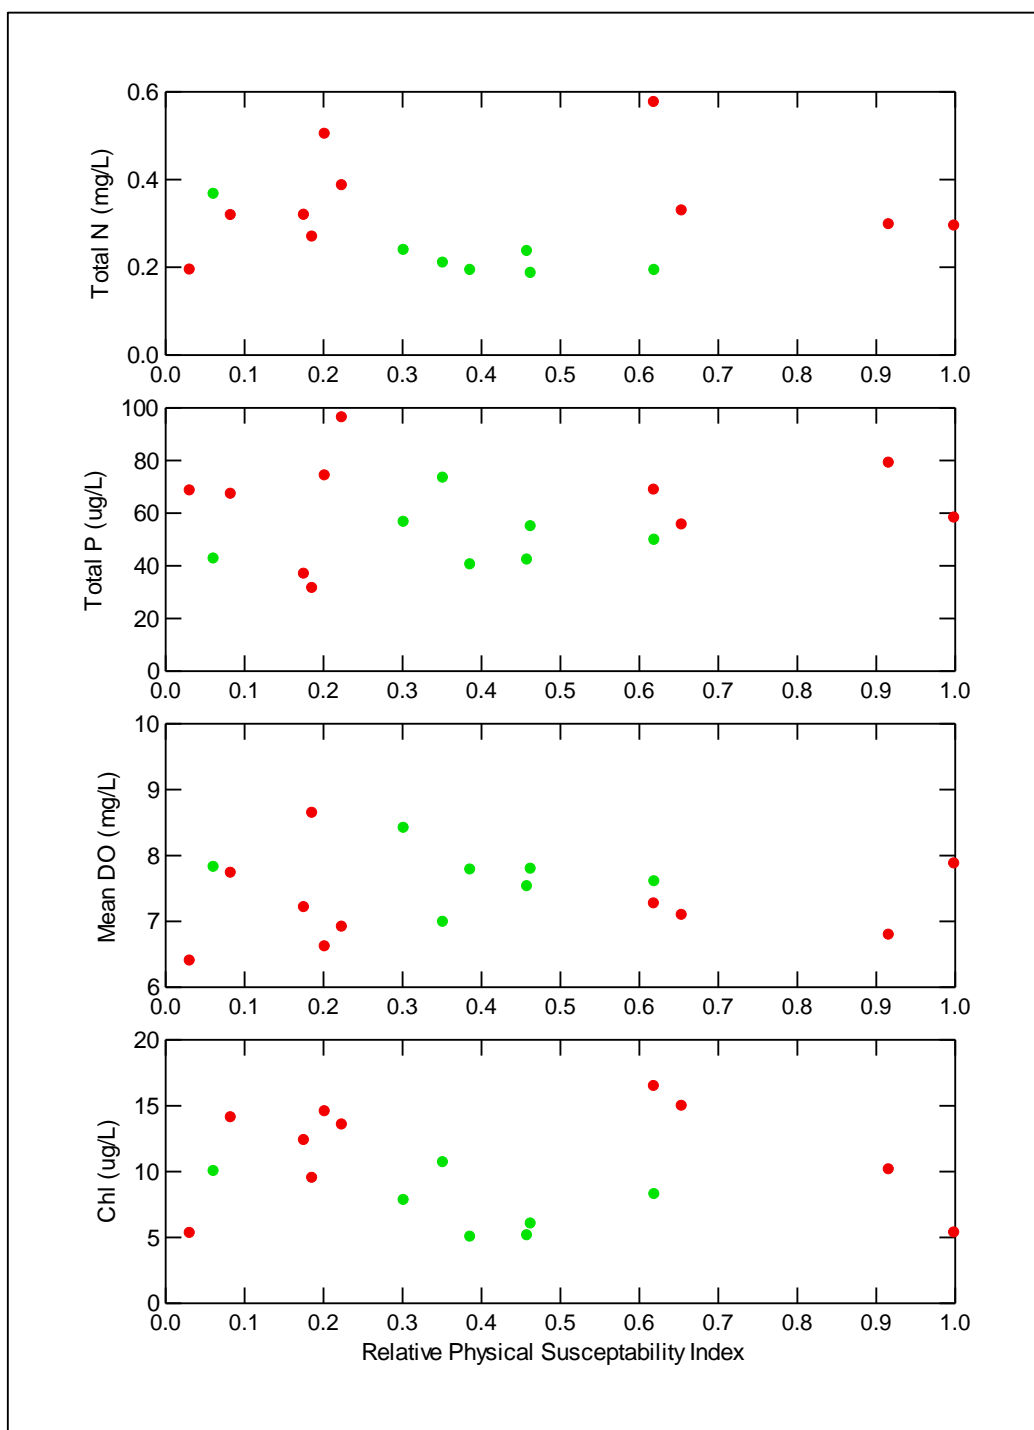 0.6
0.4
0.2
0.0
Total N (mg/L)
0.0 0.1 0.2 0.3 0.4 0.5 0.6 0.7 0.8 0.9 1.0
100
80
60
40
20
0
Total P (ug/L)
0.0 0.1 0.2 0.3 0.4 0.5 0.6 0.7 0.8 0.9 1.0
10
9
8
7
6
Mean DO (mg/L)
0.0 0.1 0.2 0.3 0.4 0.5 0.6 0.7 0.8 0.9 1.0
20
15
10
5
0
Chl (ug/L)
0.0 0.1 0.2 0.3 0.4 0.5 0.6 0.7 0.8 0.9 1.0
Relative Physical Susceptability Index